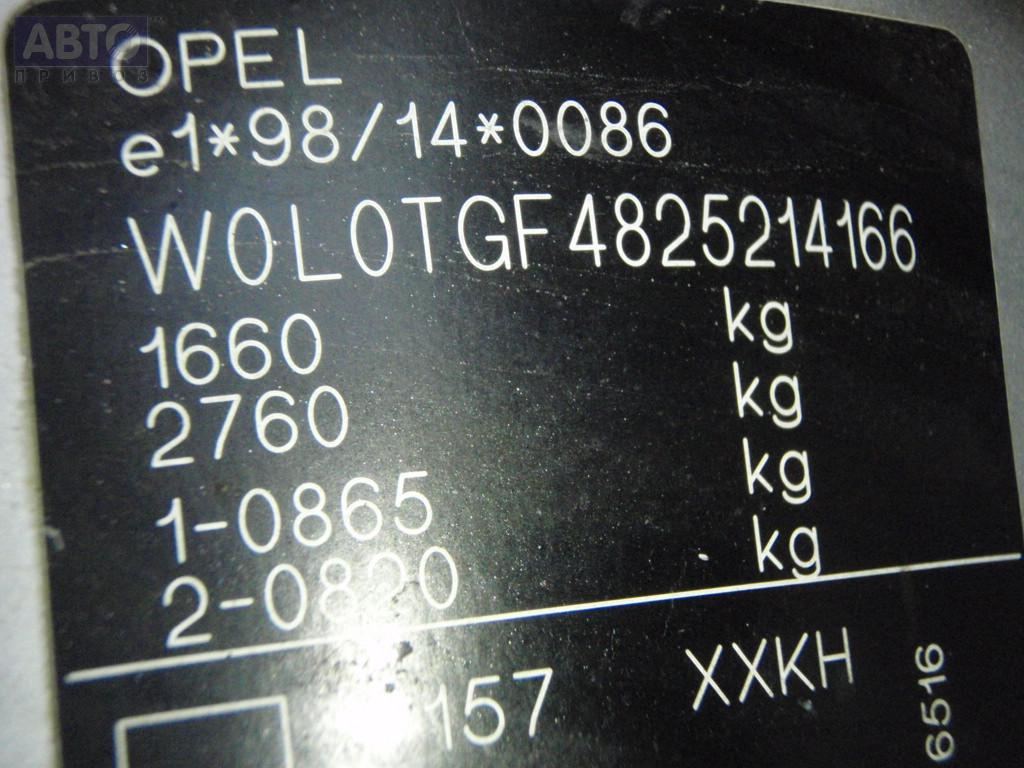 АВТО
ПРИВОЗ
OPEL
e1*98/14*0086
W0L0TGF4825214166
1660 kg
2760 kg
1-0865 kg
2-0820 kg
157 XXKH
6516